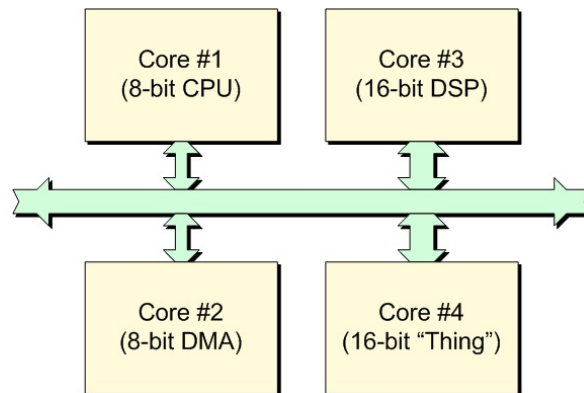 Core #1
(8-bit CPU)
Core #3
(16-bit DSP)
Core #2
(8-bit DMA)
Core #4
(16-bit “Thing”)